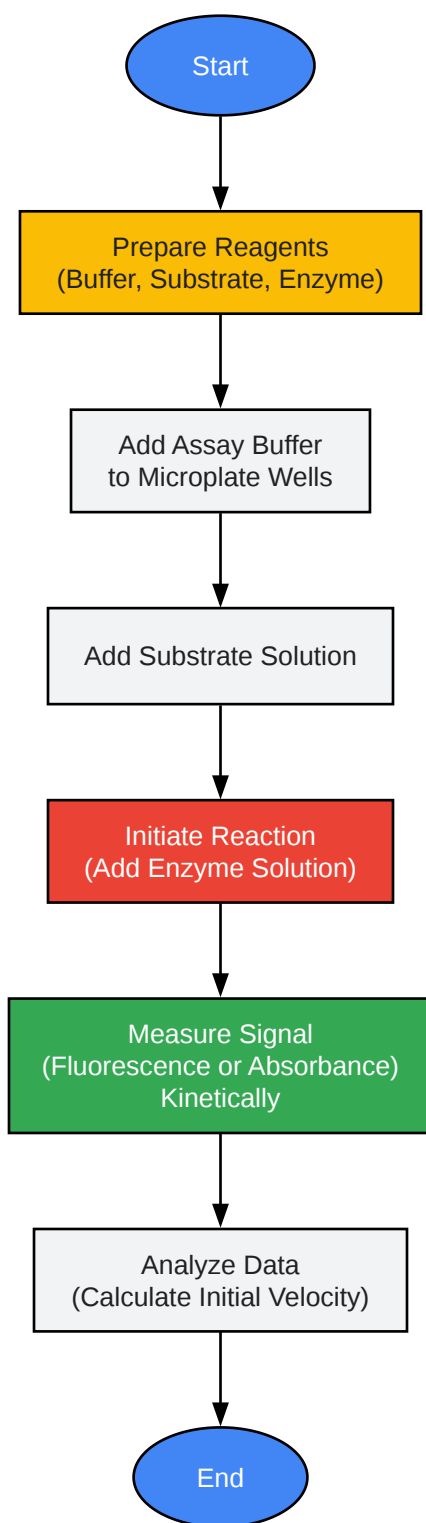 Start
Prepare Reagents
(Buffer, Substrate, Enzyme)
Add Assay Buffer
to Microplate Wells
Add Substrate Solution
Initiate Reaction
(Add Enzyme Solution)
Measure Signal
(Fluorescence or Absorbance)
Kinetically
Analyze Data
(Calculate Initial Velocity)
End